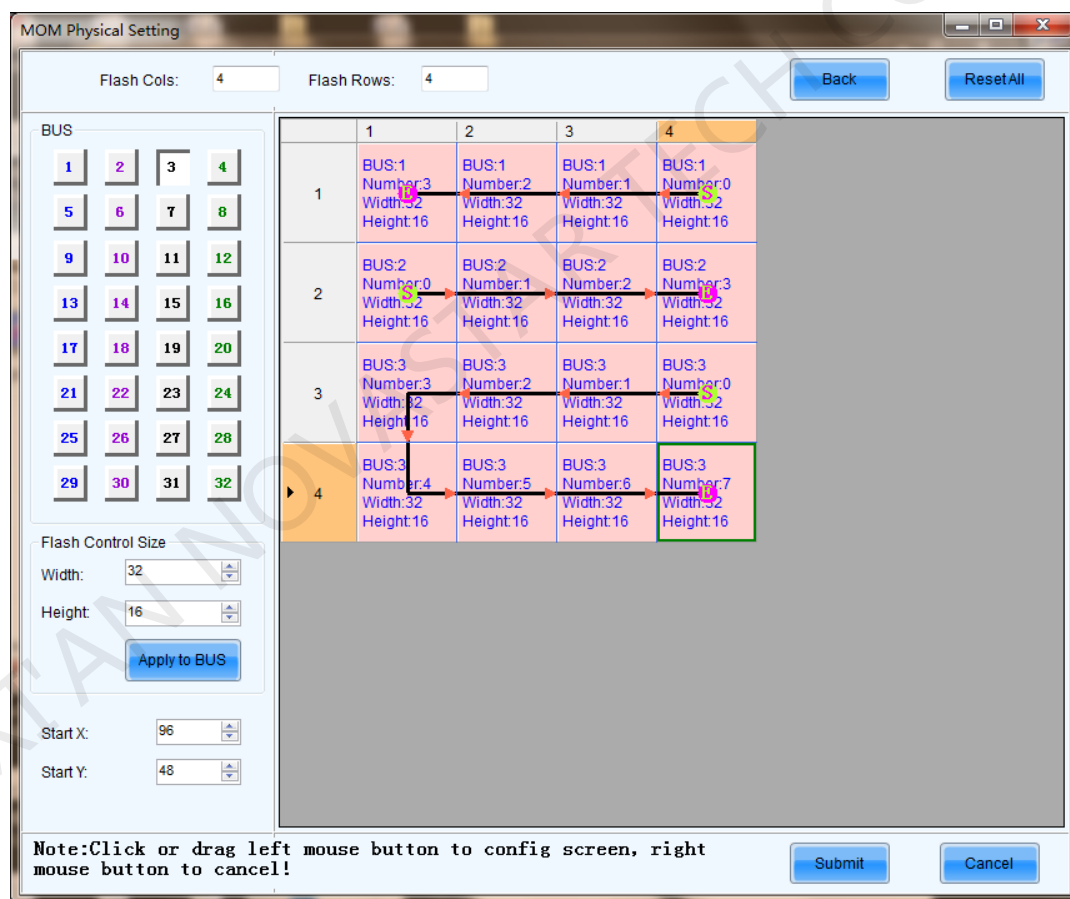 MOM Physical Setting
Flash Cols: 4 Flash Rows: 4 Back Reset All
BUS
1 2 3 4
5 6 7 8
9 10 11 12
13 14 15 16
17 18 19 20
21 22 23 24
25 26 27 28
29 30 31 32
Flash Control Size
Width: 32
Height: 16
Apply to BUS
Start X: 96
Start Y: 48
1 2 3 4
1
BUS:1 BUS:1 BUS:1 BUS:1
Number:3 Number:2 Number:1 Number:0
E S
Width:32 Width:32 Width:32 Width:32
Height:16 Height:16 Height:16 Height:16
2
BUS:2 BUS:2 BUS:2 BUS:2
Number:0 Number:1 Number:2 Number:3
S E
Width:32 Width:32 Width:32 Width:32
Height:16 Height:16 Height:16 Height:16
3
BUS:3 BUS:3 BUS:3 BUS:3
Number:3 Number:2 Number:1 Number:0
S
Width:32 Width:32 Width:32 Width:32
Height:16 Height:16 Height:16 Height:16
4
BUS:3 BUS:3 BUS:3 BUS:3
Number:4 Number:5 Number:6 Number:7
E
Width:32 Width:32 Width:32 Width:32
Height:16 Height:16 Height:16 Height:16
Note:Click or drag left mouse button to config screen, right
mouse button to cancel!
Submit Cancel
NOVASTAR TECH